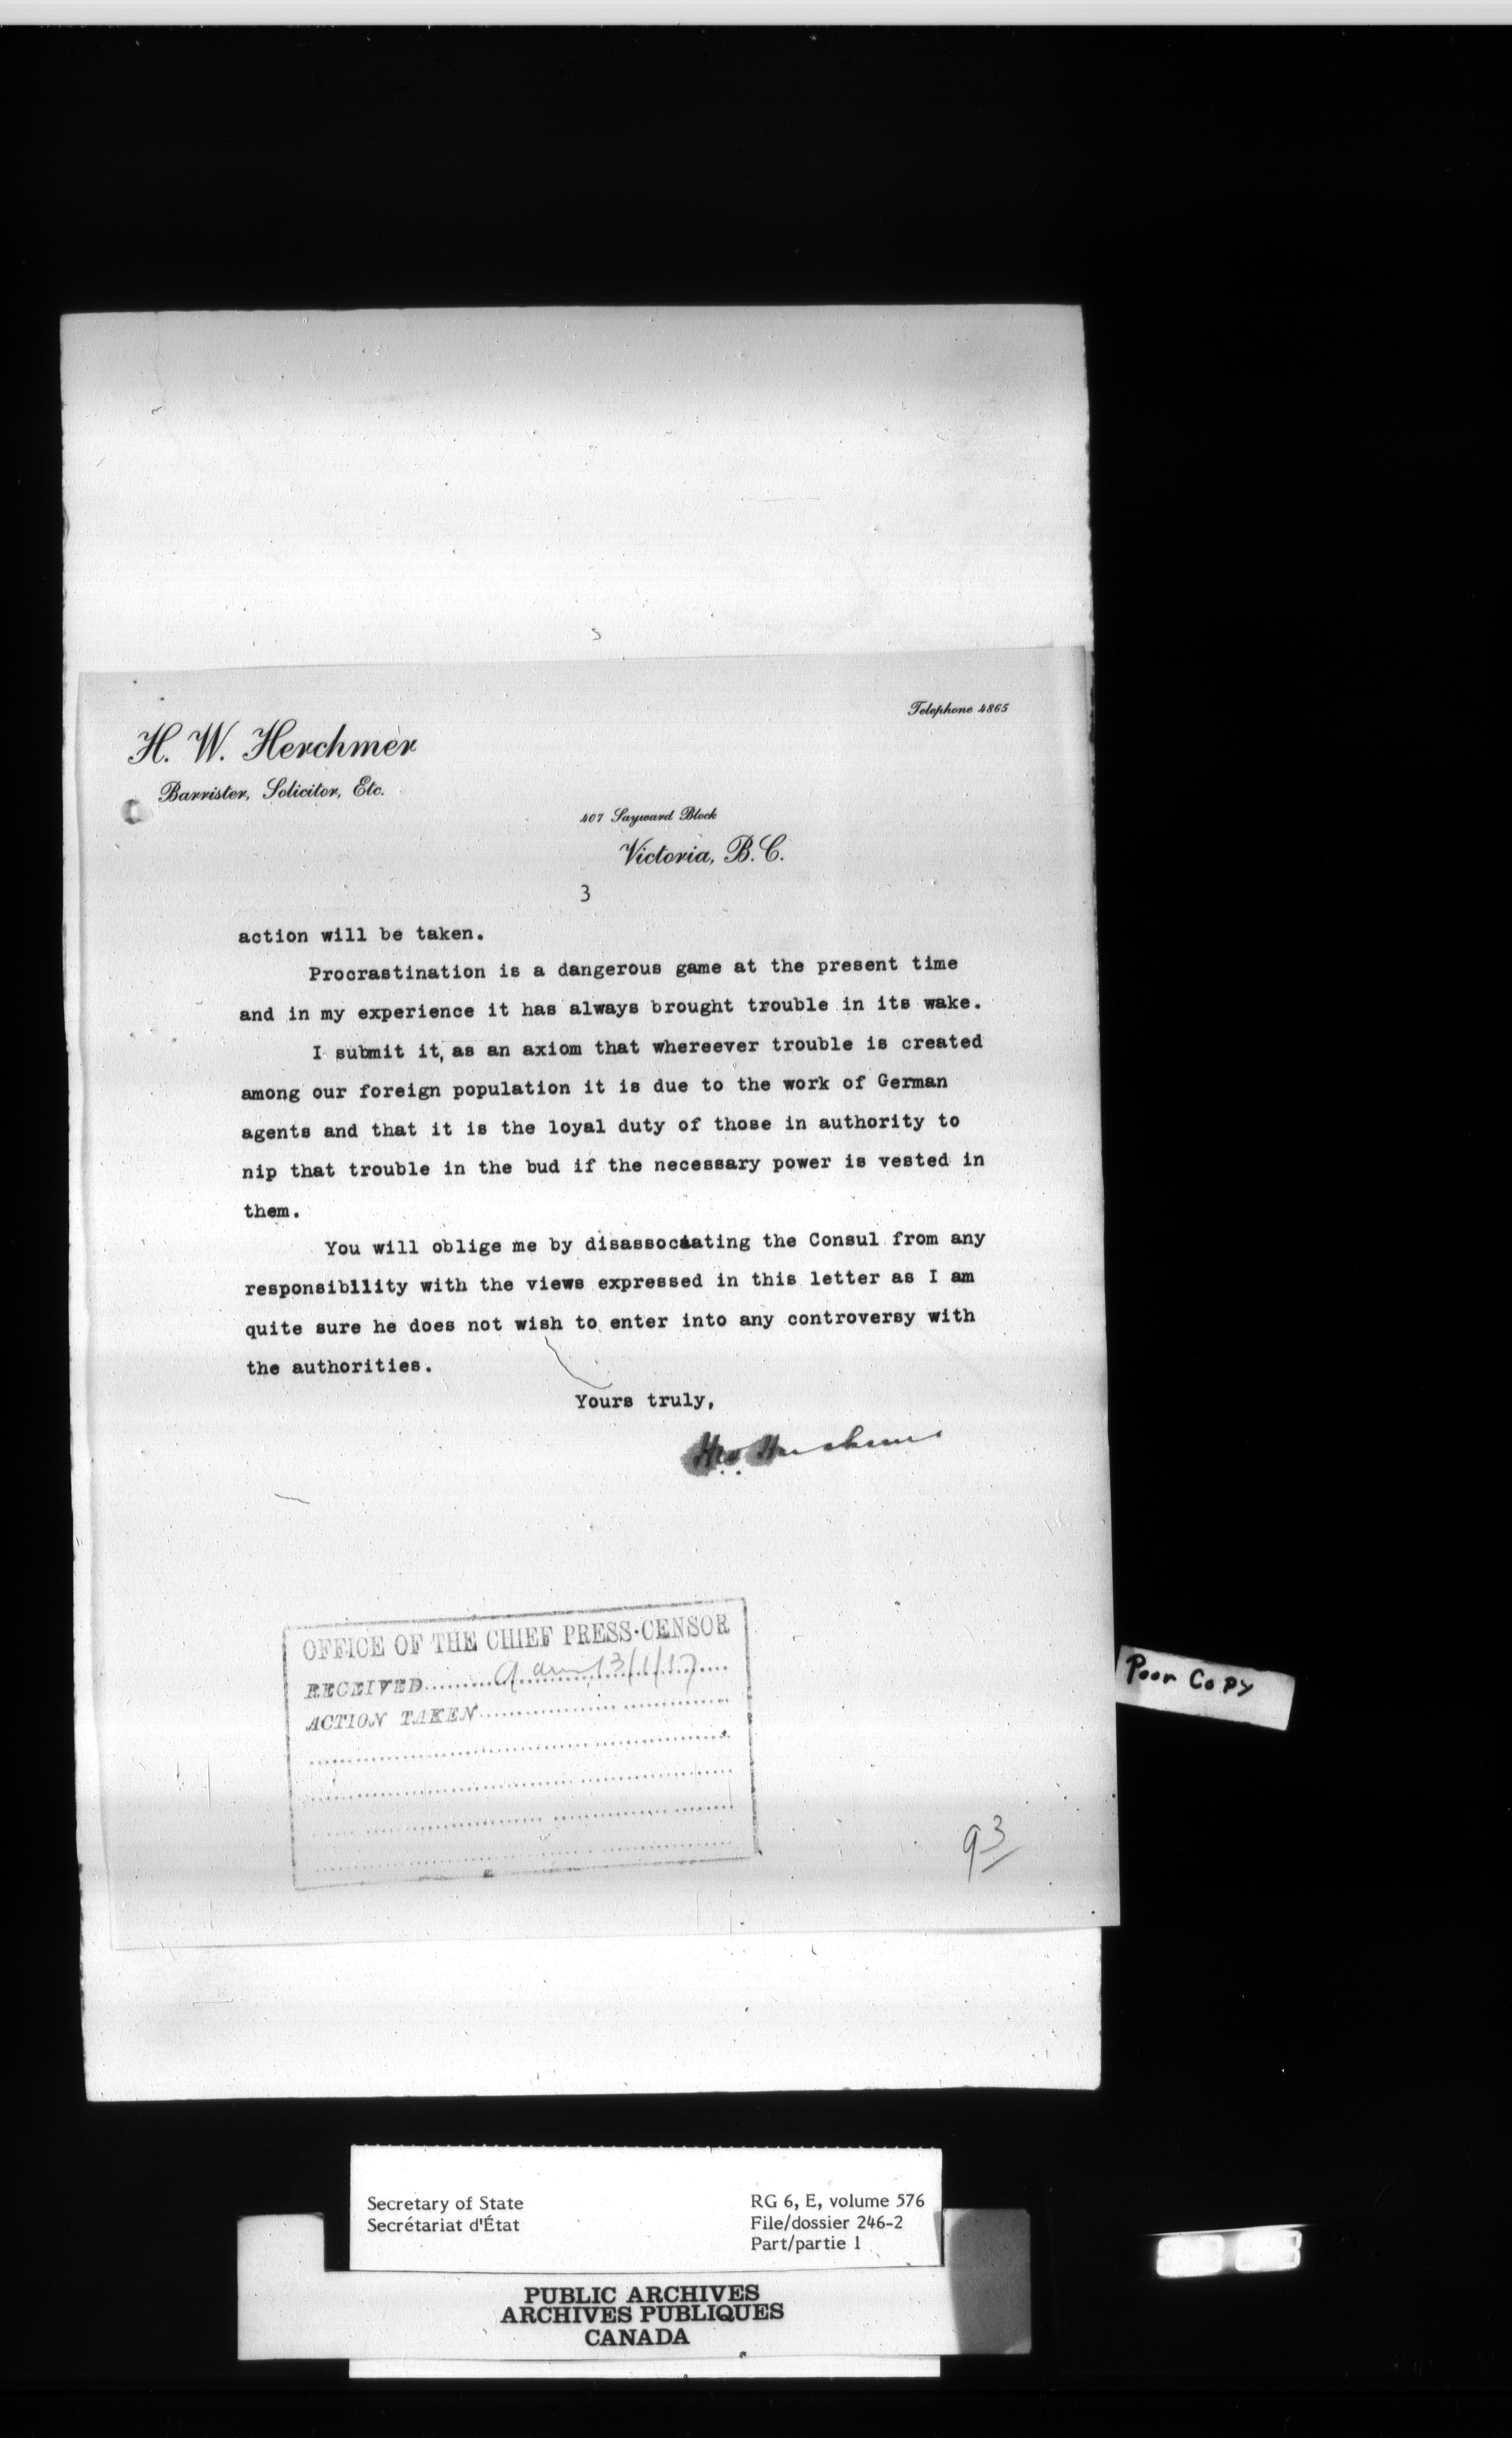 Telephone 4865
H. W. Herchmer
Barrister, Solicitor, Etc.
407 Sayward Block
Victoria, B. C.
3
action will be taken.
Procrastination is a dangerous game at the present time
and in my experience it has always brought trouble in its wake.
I submit it, as an axiom that whereever trouble is created
among our foreign population it is due to the work of German
agents and that it is the loyal duty of those in authority to
nip that trouble in the bud if the necessary power is vested in
them.
You will oblige me by disassociating the Consul from any
responsibility with the views expressed in this letter as I am
quite sure he does not wish to enter into any controversy with
the authorities.
Yours truly,
OFFICE OF THE CHIEF PRESS-CENSOR
RECEIVED 9 am 13/1/17
ACTION TAKEN
Poor Copy
93
Secretary of State
Secrétariat d'État
RG 6, E, volume 576
File/dossier 246-2
Part/partie 1
PUBLIC ARCHIVES
ARCHIVES PUBLIQUES
CANADA